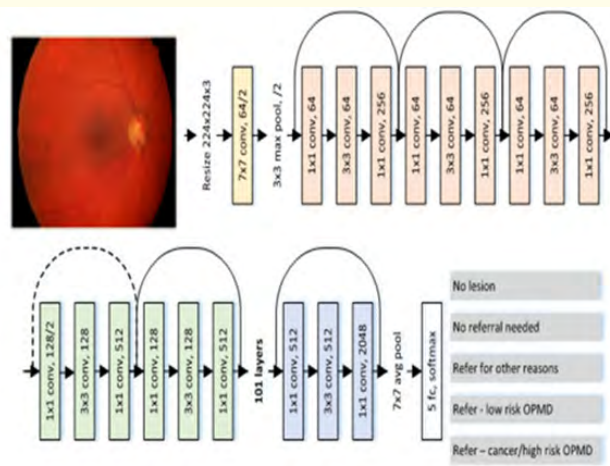 Resize 224x224x3
7x7 conv, 64/2
3x3 max pool, /2
1x1 conv, 64
3x3 conv, 64
1x1 conv, 256
1x1 conv, 64
3x3 conv, 64
1x1 conv, 256
1x1 conv, 64
3x3 conv, 64
1x1 conv, 256
1x1 conv, 128/2
3x3 conv, 128
1x1 conv, 512
1x1 conv, 128
3x3 conv, 128
1x1 conv, 512
101 layers
1x1 conv, 512
3x3 conv, 512
1x1 conv, 2048
7x7 avg pool
5 fc, softmax
No lesion
No referral needed
Refer for other reasons
Refer - low risk OPMD
Refer – cancer/high risk OPMD